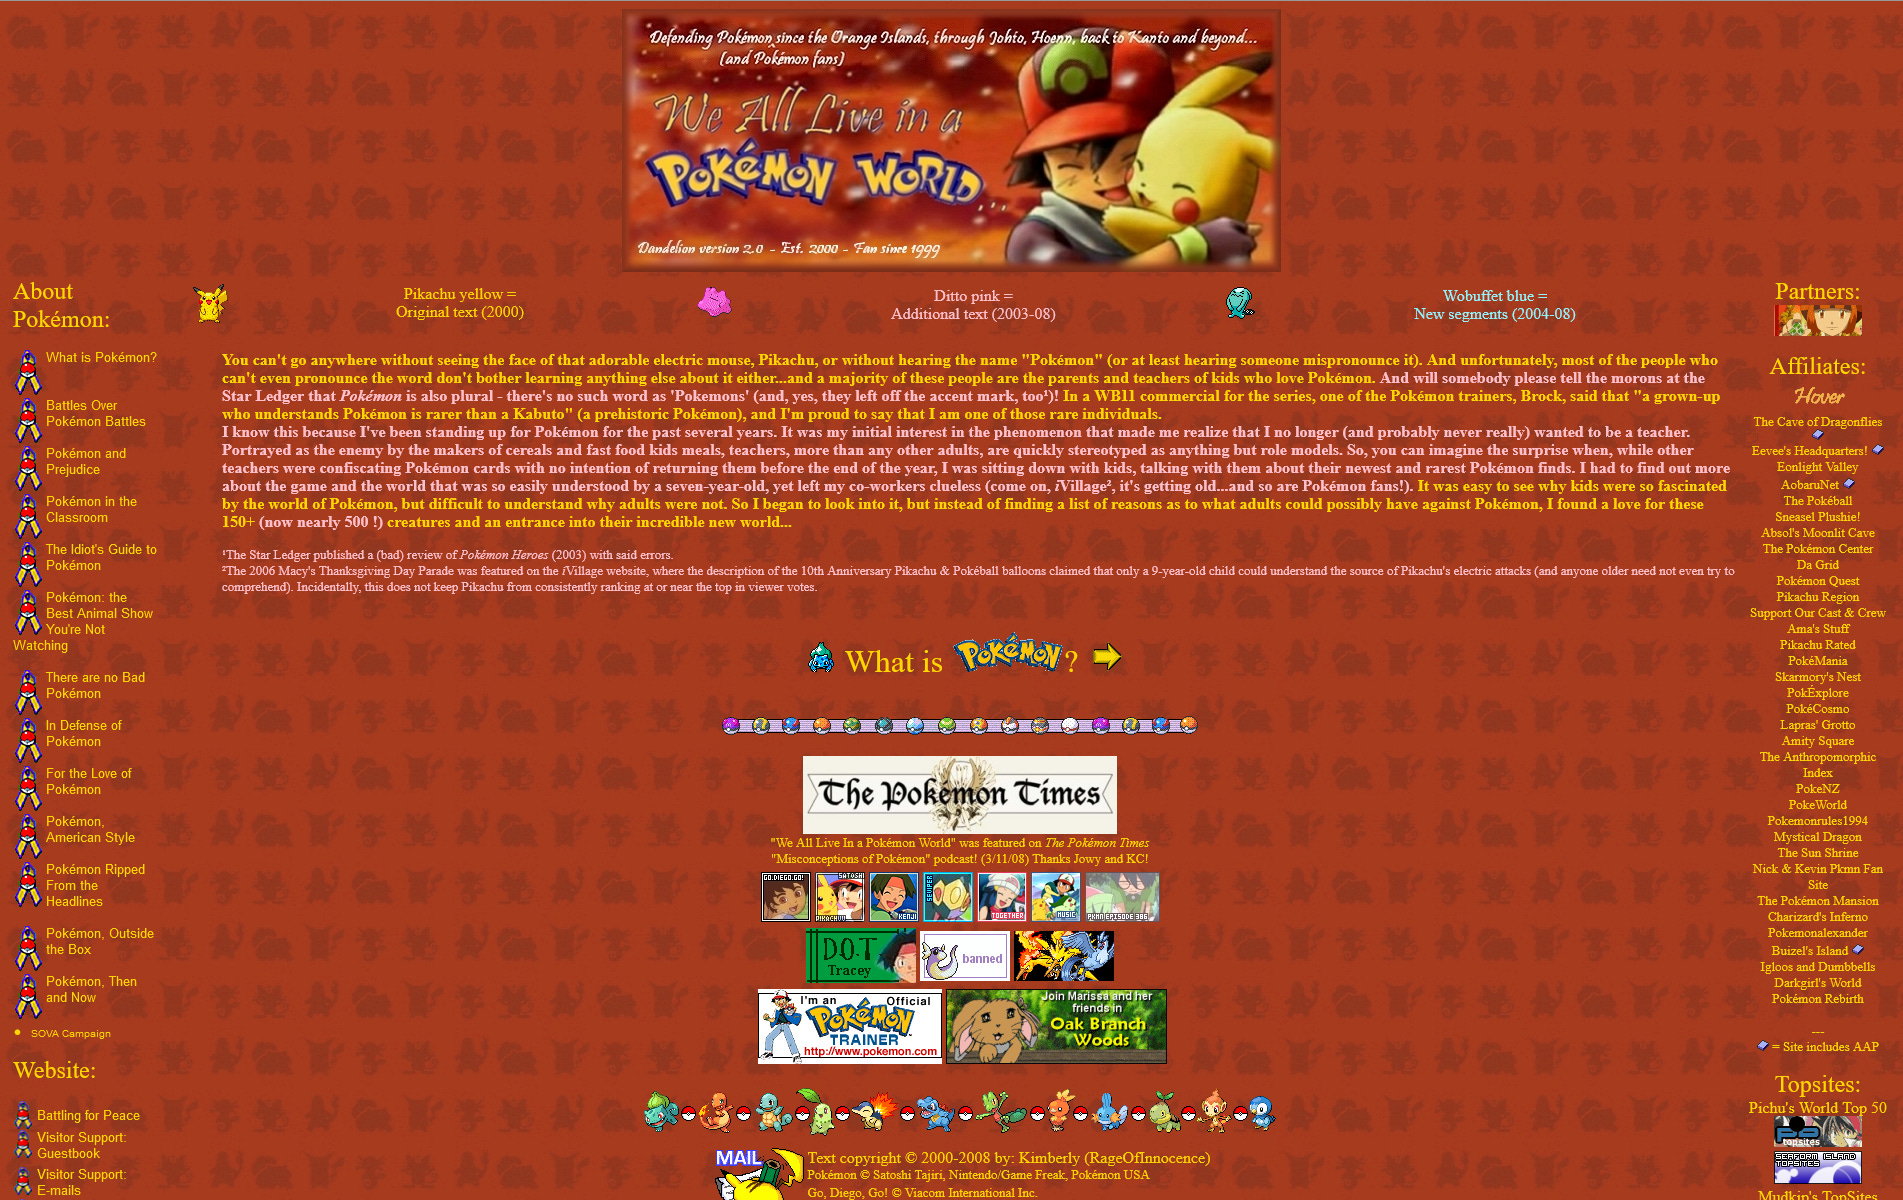 Defending Pokémon since the Orange Islands, through Johto, Hoenn, back to Kanto and beyond...
^
(and Pokémon fans)
We All Live in a
POKéMON WORLD...
Dandelion version 2.0 - Est. 2000 - Fan since 1999
About
Pokémon:
What is Pokémon?
Battles Over
Pokémon Battles
Pokémon and
Prejudice
Pokémon in the
Classroom
The Idiot's Guide to
Pokémon
Pokémon: the
Best Animal Show
You're Not
Watching
There are no Bad
Pokémon
In Defense of
Pokémon
For the Love of
Pokémon
Pokémon,
American Style
Pokémon Ripped
From the
Headlines
Pokémon, Outside
the Box
Pokémon, Then
and Now
• SOVA Campaign
Website:
Battling for Peace
Visitor Support:
Guestbook
Visitor Support:
E-mails
Pikachu yellow =
Original text (2000)
Ditto pink =
Additional text (2003-08)
Wobuffet blue =
New segments (2004-08)
You can't go anywhere without seeing the face of that adorable electric mouse, Pikachu, or without hearing the name "Pokémon" (or at least hearing someone mispronounce it). And unfortunately, most of the people who
can't even pronounce the word don't bother learning anything else about it either...and a majority of these people are the parents and teachers of kids who love Pokémon. And will somebody please tell the morons at the
Star Ledger that Pokémon is also plural - there's no such word as 'Pokemons' (and, yes, they left off the accent mark, too¹)! In a WB11 commercial for the series, one of the Pokémon trainers, Brock, said that "a grown-up
who understands Pokémon is rarer than a Kabuto" (a prehistoric Pokémon), and I'm proud to say that I am one of those rare individuals.
I know this because I've been standing up for Pokémon for the past several years. It was my initial interest in the phenomenon that made me realize that I no longer (and probably never really) wanted to be a teacher.
Portrayed as the enemy by the makers of cereals and fast food kids meals, teachers, more than any other adults, are quickly stereotyped as anything but role models. So, you can imagine the surprise when, while other
teachers were confiscating Pokémon cards with no intention of returning them before the end of the year, I was sitting down with kids, talking with them about their newest and rarest Pokémon finds. I had to find out more
about the game and the world that was so easily understood by a seven-year-old, yet left my co-workers clueless (come on, iVillage², it's getting old...and so are Pokémon fans!). It was easy to see why kids were so fascinated
by the world of Pokémon, but difficult to understand why adults were not. So I began to look into it, but instead of finding a list of reasons as to what adults could possibly have against Pokémon, I found a love for these
150+ (now nearly 500 !) creatures and an entrance into their incredible new world...
¹The Star Ledger published a (bad) review of Pokémon Heroes (2003) with said errors.
²The 2006 Macy's Thanksgiving Day Parade was featured on the iVillage website, where the description of the 10th Anniversary Pikachu & Pokéball balloons claimed that only a 9-year-old child could understand the source of Pikachu's electric attacks (and anyone older need not even try to
comprehend). Incidentally, this does not keep Pikachu from consistently ranking at or near the top in viewer votes.
What is POKéMON?
The Pokémon Times
"We All Live In a Pokémon World" was featured on The Pokémon Times
"Misconceptions of Pokémon" podcast! (3/11/08) Thanks Jowy and KC!
GO.DIEGO.GO!
SATOSHI
PIKACHU
KENJI
TOGETHER
MUSIC
PKMN EPISODE 386
D.O.T
Tracey
banned
I'm an Official
POKéMON
TRAINER
http://www.pokemon.com
Join Marissa and her
friends in
Oak Branch
Woods
MAIL
Text copyright © 2000-2008 by: Kimberly (RageOfInnocence)
Pokémon © Satoshi Tajiri, Nintendo/Game Freak, Pokémon USA
Go, Diego, Go! © Viacom International Inc.
Partners:
Affiliates:
Hover
The Cave of Dragonflies
Eevee's Headquarters!
Eonlight Valley
AobaruNet
The Pokéball
Sneasel Plushie!
Absol's Moonlit Cave
The Pokémon Center
Da Grid
Pokémon Quest
Pikachu Region
Support Our Cast & Crew
Ama's Stuff
Pikachu Rated
PokéMania
Skarmory's Nest
PokÉxplore
PokéCosmo
Lapras' Grotto
Amity Square
The Anthropomorphic
Index
PokeNZ
PokeWorld
Pokemonrules1994
Mystical Dragon
The Sun Shrine
Nick & Kevin Pkmn Fan
Site
The Pokémon Mansion
Charizard's Inferno
Pokemonalexander
Buizel's Island
Igloos and Dumbbells
Darkgirl's World
Pokémon Rebirth
---
= Site includes AAP
Topsites:
Pichu's World Top 50
topsites
SEAFORM ISLAND
TOPSITES
Mudkip's TopSites